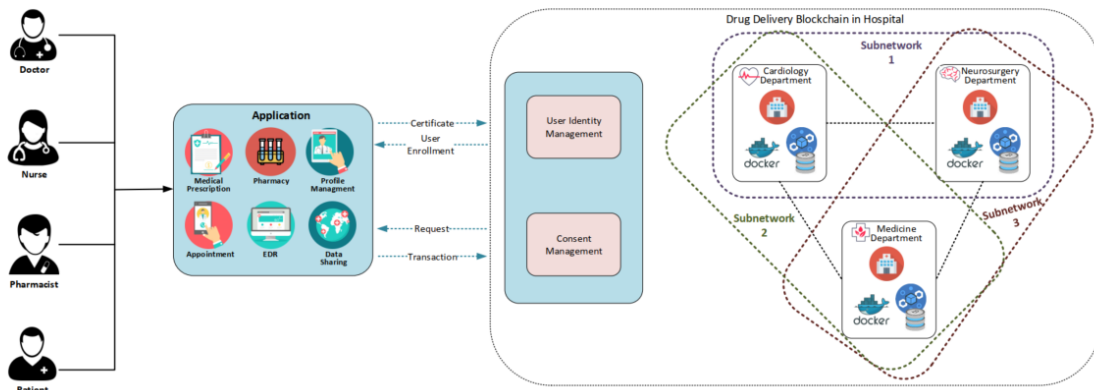 Drug Delivery Blockchain in Hospital
Doctor
Nurse
Pharmacist
Patient
Application
Medical
Prescription
Pharmacy
Profile
Managment
Appointment
EDR
Data
Sharing
Certificate
User
Enrollment
Request
Transaction
User Identity
Management
Consent
Management
Subnetwork
1
Cardiology
Department
docker
Neurosurgery
Department
docker
Subnetwork
2
Subnetwork
3
Medicine
Department
docker